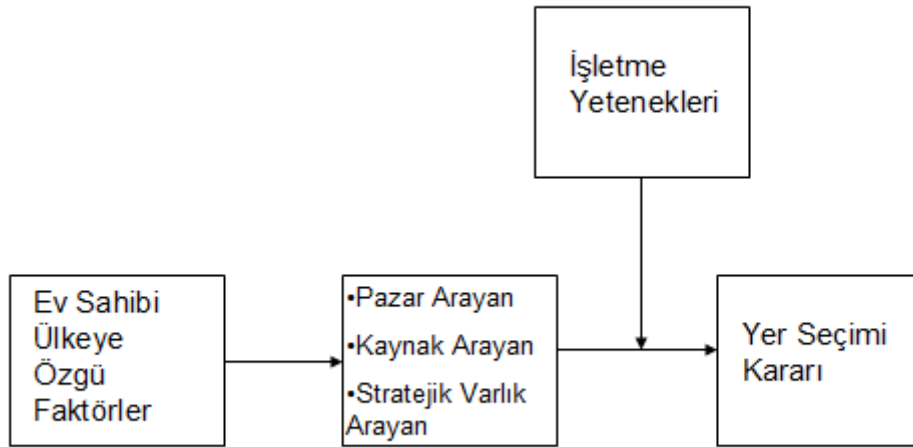 İşletme
Yetenekleri
Ev Sahibi
Ülkeye
Özgü
Faktörler
•Pazar Arayan
•Kaynak Arayan
•Stratejik Varlık
Arayan
Yer Seçimi
Kararı